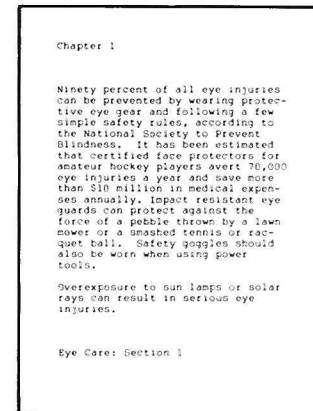 Chapter 1
Ninety percent of all eye injuries
can be prevented by wearing protec-
tive eye gear and following a few
simple safety rules, according to
the National Society to Prevent
Blindness.  It has been estimated
that certified face protectors for
amateur hockey players avert 70,000
eye injuries a year and save more
than $10 million in medical expen-
ses annually. Impact resistant eye
guards can protect against the
force of a pebble thrown by a lawn
mower or a smashed tennis or rac-
quet ball.  Safety goggles should
also be worn when using power
tools.
Overexposure to sun lamps or solar
rays can result in serious eye
injuries.
Eye Care: Section 1